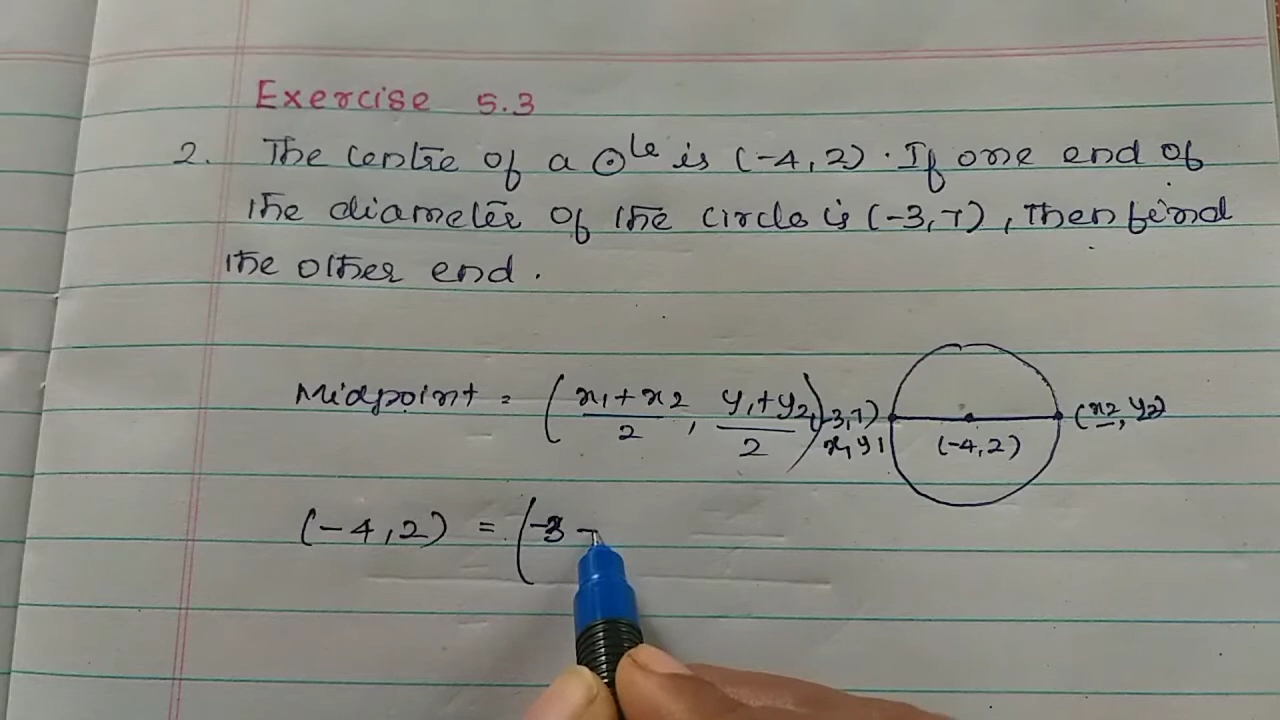 Exercise 5.3
2. The centre of a ⊙le is (-4, 2). If one end of
the diameter of the circle is (-3, 7), then find
the other end.
Midpoint = ( x1 + x2 / 2 , y1 + y2 / 2 )
-3, 7)
x1 y1
(-4, 2)
(x2, y2)
(-4, 2) = ( -3